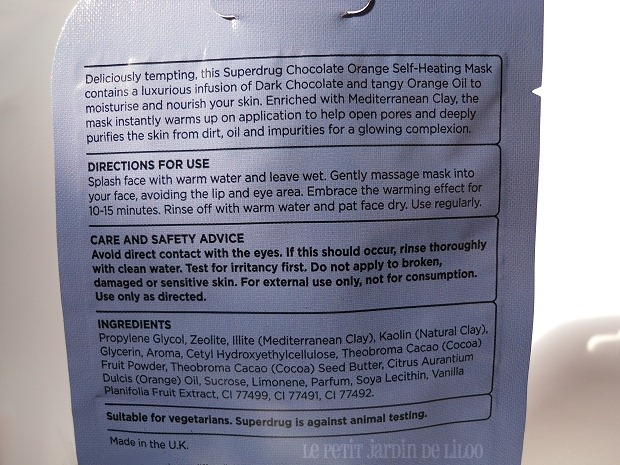 Deliciously tempting, this Superdrug Chocolate Orange Self-Heating Mask
contains a luxurious infusion of Dark Chocolate and tangy Orange Oil to
moisturise and nourish your skin. Enriched with Mediterranean Clay, the
mask instantly warms up on application to help open pores and deeply
purifies the skin from dirt, oil and impurities for a glowing complexion.
DIRECTIONS FOR USE
Splash face with warm water and leave wet. Gently massage mask into
your face, avoiding the lip and eye area. Embrace the warming effect for
10-15 minutes. Rinse off with warm water and pat face dry. Use regularly.
CARE AND SAFETY ADVICE
Avoid direct contact with the eyes. If this should occur, rinse thoroughly
with clean water. Test for irritancy first. Do not apply to broken,
damaged or sensitive skin. For external use only, not for consumption.
Use only as directed.
INGREDIENTS
Propylene Glycol, Zeolite, Illite (Mediterranean Clay), Kaolin (Natural Clay),
Glycerin, Aroma, Cetyl Hydroxyethylcellulose, Theobroma Cacao (Cocoa)
Fruit Powder, Theobroma Cacao (Cocoa) Seed Butter, Citrus Aurantium
Dulcis (Orange) Oil, Sucrose, Limonene, Parfum, Soya Lecithin, Vanilla
Planifolia Fruit Extract, CI 77499, CI 77491, CI 77492.
Suitable for vegetarians. Superdrug is against animal testing.
Made in the U.K.
LE PETIT JARDIN DE LILOO